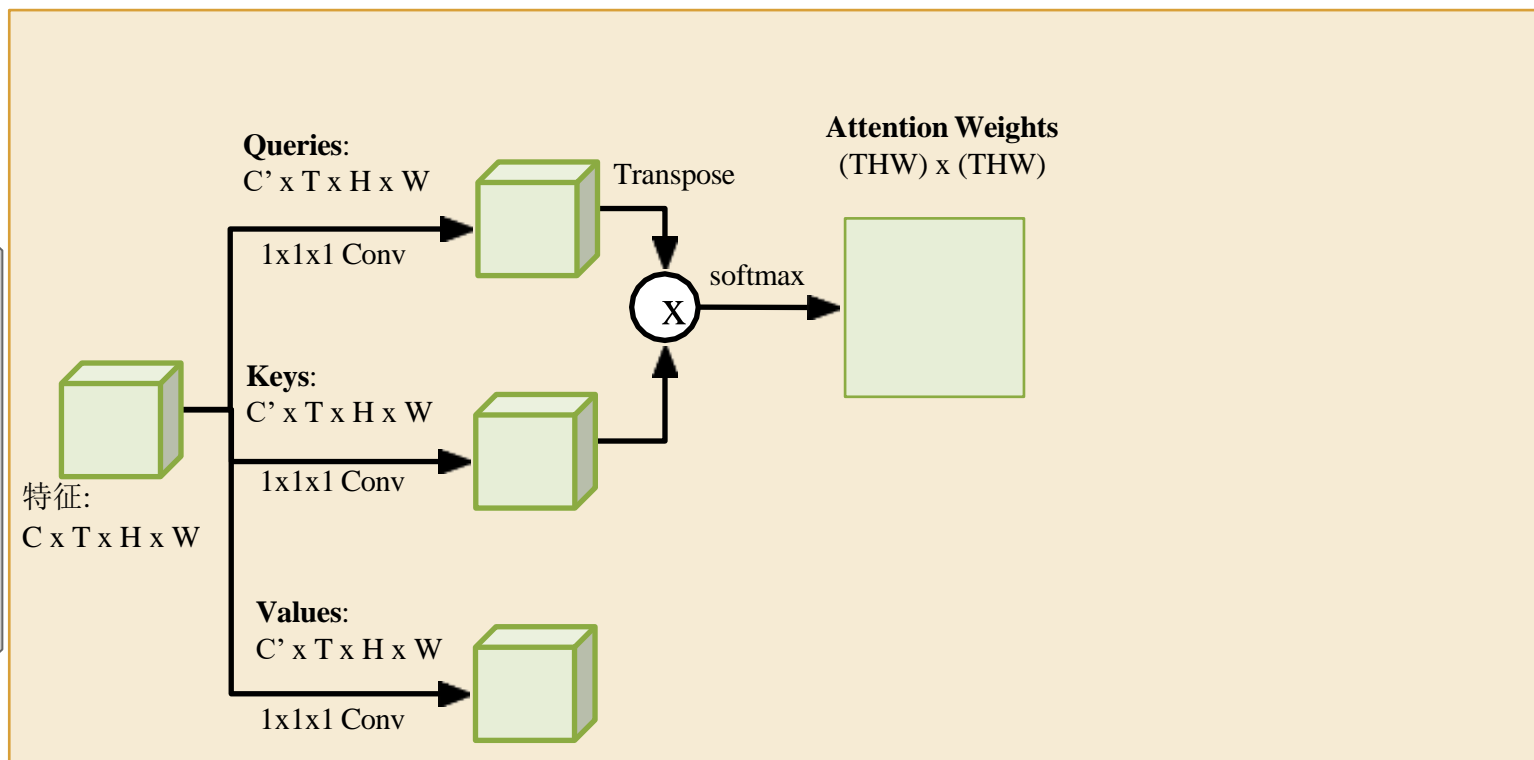 Queries:
C’ x T x H x W
1x1x1 Conv
Transpose
Attention Weights
(THW) x (THW)
softmax
x
Keys:
C’ x T x H x W
1x1x1 Conv
特征:
C x T x H x W
Values:
C’ x T x H x W
1x1x1 Conv